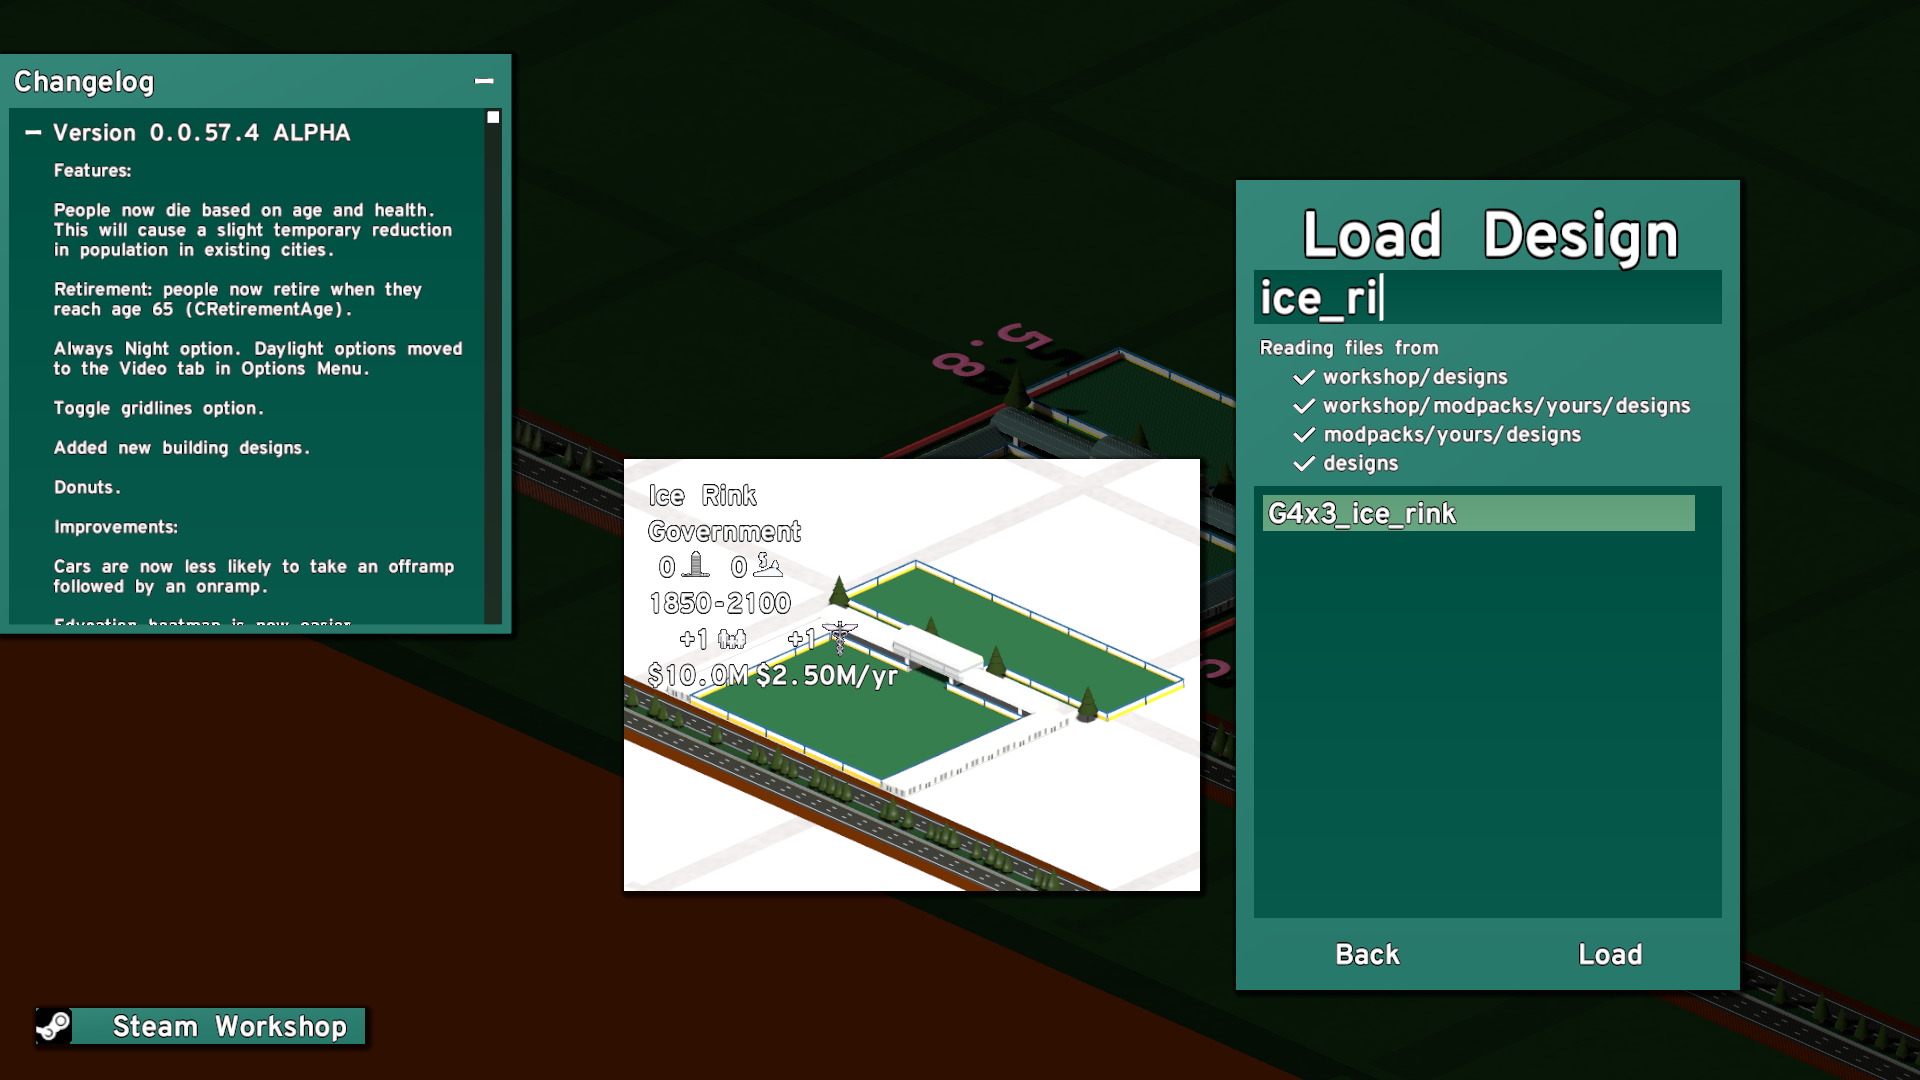 Changelog
Version 0.0.57.4 ALPHA
Features:
People now die based on age and health.
This will cause a slight temporary reduction
in population in existing cities.
Retirement: people now retire when they
reach age 65 (CRetirementAge).
Always Night option. Daylight options moved
to the Video tab in Options Menu.
Toggle gridlines option.
Added new building designs.
Donuts.
Improvements:
Cars are now less likely to take an offramp
followed by an onramp.
Education heatmap is now easier
Steam Workshop
Ice Rink
Government
0 0
1850-2100
+1 +1
$10.0M $2.50M/yr
Load Design
ice_ri
Reading files from
workshop/designs
workshop/modpacks/yours/designs
modpacks/yours/designs
designs
G4x3_ice_rink
Back Load